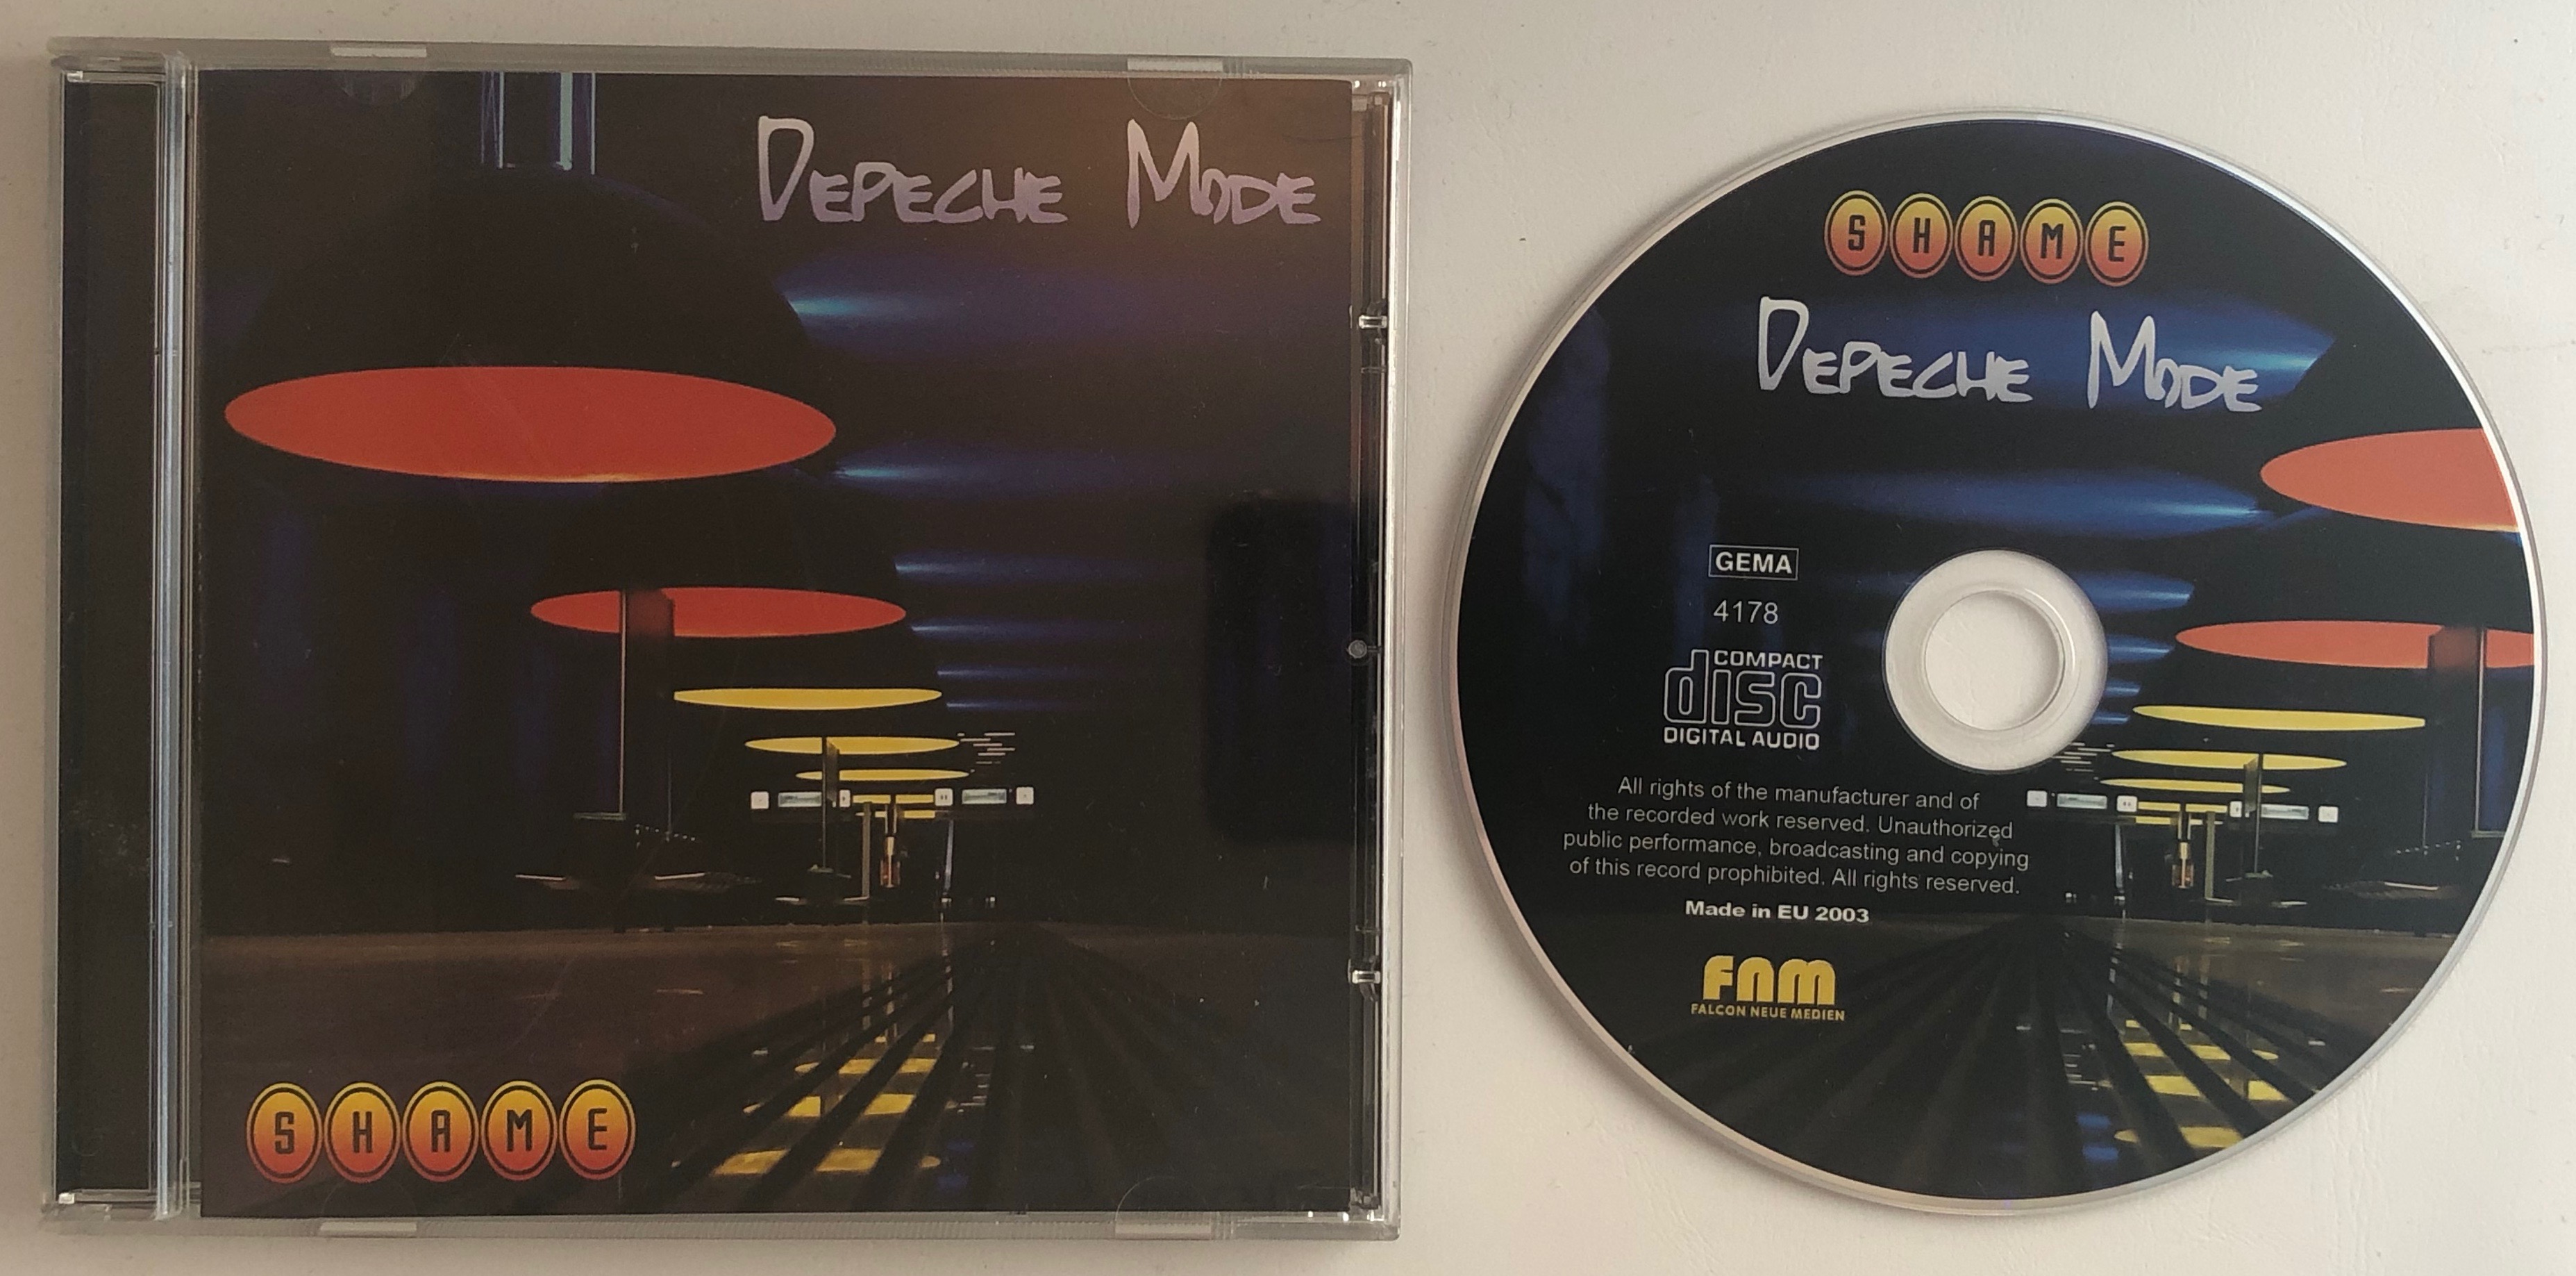 DEPECHE MODE
SHAME
SHAME
DEPECHE MODE
GEMA
4178
COMPACT
disc
DIGITAL AUDIO
All rights of the manufacturer and of
the recorded work reserved. Unauthorized
public performance, broadcasting and copying
of this record prophibited. All rights reserved.
Made in EU 2003
fnm
FALCON NEUE MEDIEN